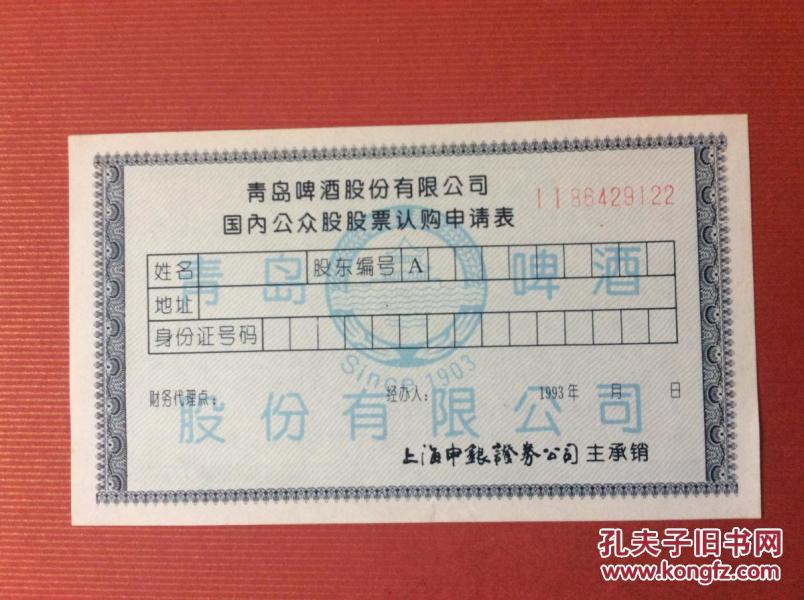 青岛啤酒股份有限公司
1186429122
国内公众股股票认购申请表
姓名 股东编号 A
地址
身份证号码
青岛啤酒
Since 1903
财务代理点： 经办人： 1993年 月 日
股份有限公司
上海申銀證券公司 主承销
孔夫子旧书网
www.kongfz.com